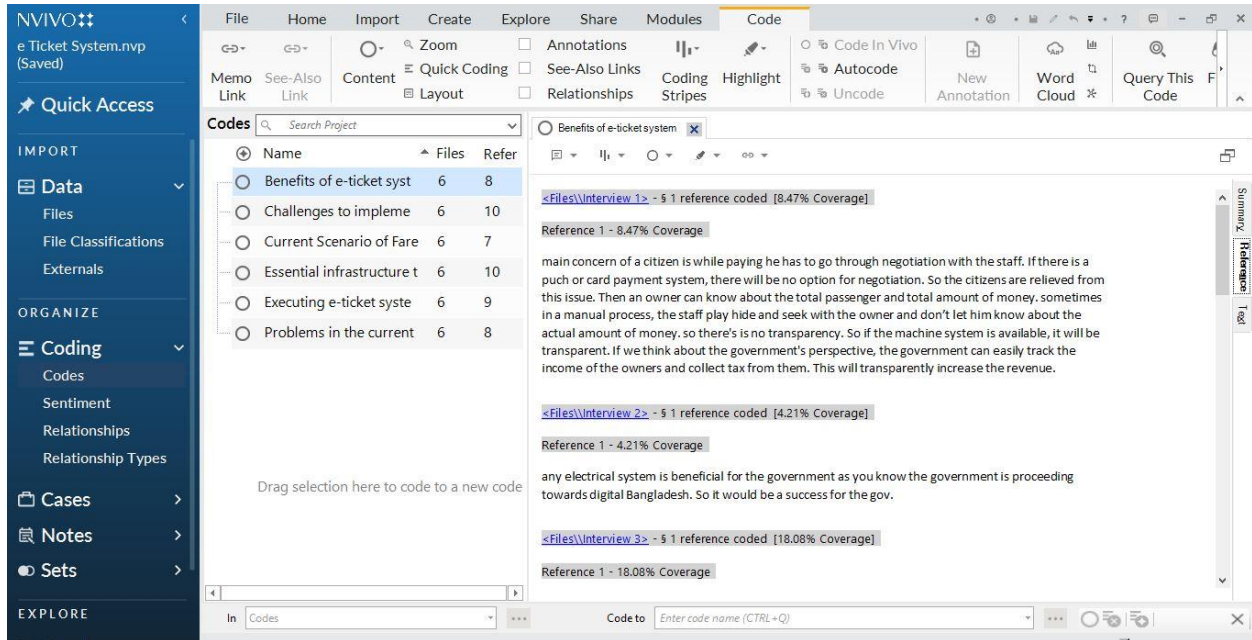 NVIVO
e Ticket System.nvp
(Saved)
Quick Access
IMPORT
Data
Files
File Classifications
Externals
ORGANIZE
Coding
Codes
Sentiment
Relationships
Relationship Types
Cases
Notes
Sets
EXPLORE
File Home Import Create Explore Share Modules Code
Memo Link
See-Also Link
Content
Zoom
Quick Coding
Layout
Annotations
See-Also Links
Relationships
Coding Stripes
Highlight
Code In Vivo
Autocode
Uncode
New Annotation
Word Cloud
Query This Code
F
Codes Search Project
Name Files Refer
Benefits of e-ticket syst 6 8
Challenges to impleme 6 10
Current Scenario of Fare 6 7
Essential infrastructure t 6 10
Executing e-ticket syste 6 9
Problems in the current 6 8
Drag selection here to code to a new code
Benefits of e-ticket system
<Files\\Interview 1> - § 1 reference coded [8.47% Coverage]
Reference 1 - 8.47% Coverage
main concern of a citizen is while paying he has to go through negotiation with the staff. If there is a
puch or card payment system, there will be no option for negotiation. So the citizens are relieved from
this issue. Then an owner can know about the total passenger and total amount of money. sometimes
in a manual process, the staff play hide and seek with the owner and don't let him know about the
actual amount of money. so there's is no transparency. So if the machine system is available, it will be
transparent. If we think about the government's perspective, the government can easily track the
income of the owners and collect tax from them. This will transparently increase the revenue.
<Files\\Interview 2> - § 1 reference coded [4.21% Coverage]
Reference 1 - 4.21% Coverage
any electrical system is beneficial for the government as you know the government is proceeding
towards digital Bangladesh. So it would be a success for the gov.
<Files\\Interview 3> - § 1 reference coded [18.08% Coverage]
Reference 1 - 18.08% Coverage
Summary
Reference
Text
In Codes
Code to Enter code name (CTRL+Q)